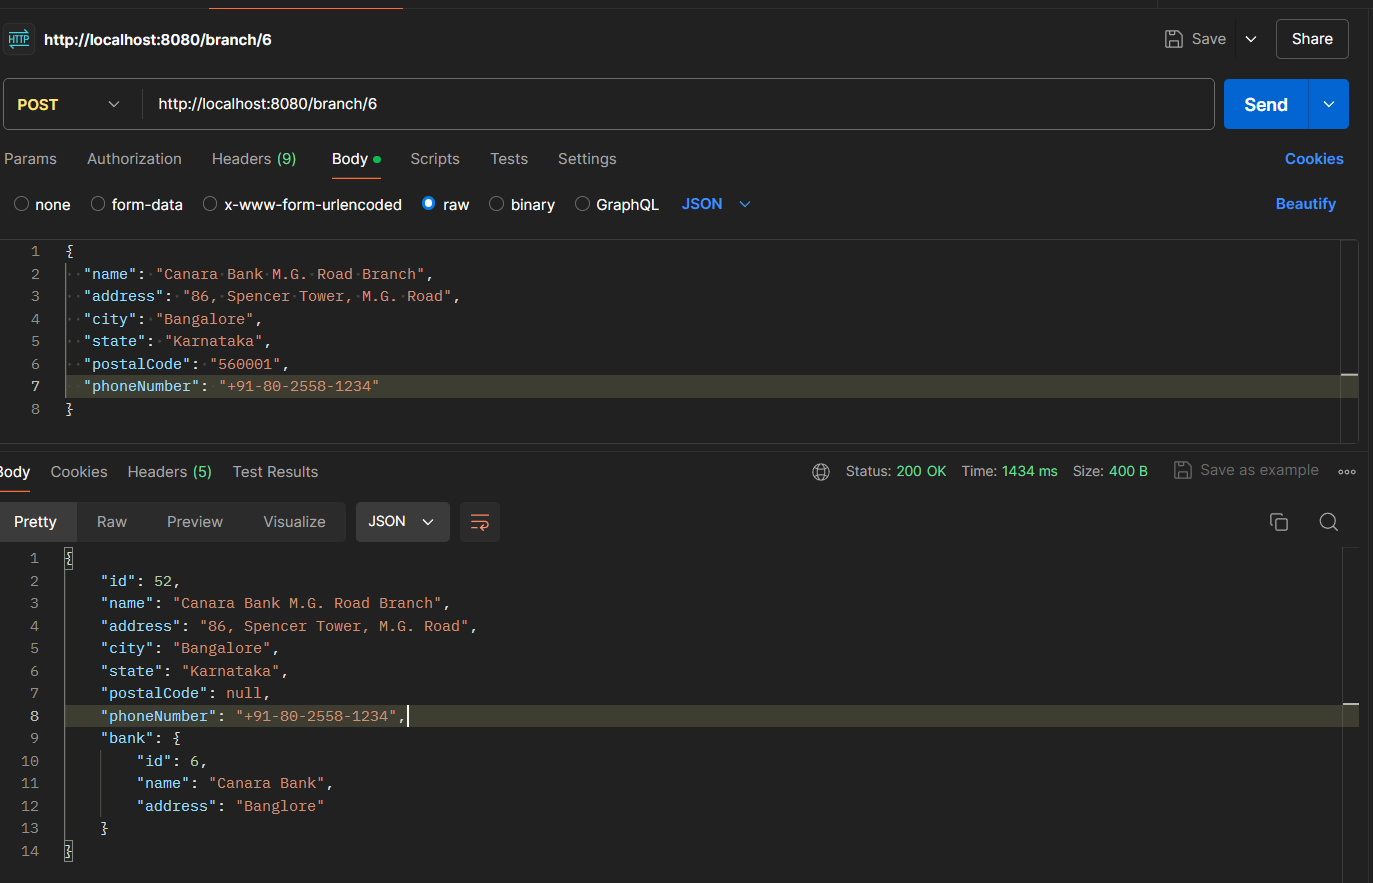 HTTP http://localhost:8080/branch/6 Save Share
POST http://localhost:8080/branch/6 Send
Params Authorization Headers (9) Body Scripts Tests Settings Cookies
none form-data x-www-form-urlencoded raw binary GraphQL JSON Beautify
1 {
2 "name": "Canara Bank M.G. Road Branch",
3 "address": "86, Spencer Tower, M.G. Road",
4 "city": "Bangalore",
5 "state": "Karnataka",
6 "postalCode": "560001",
7 "phoneNumber": "+91-80-2558-1234"
8 }
Body Cookies Headers (5) Test Results Status: 200 OK Time: 1434 ms Size: 400 B Save as example
Pretty Raw Preview Visualize JSON
1 {
2 "id": 52,
3 "name": "Canara Bank M.G. Road Branch",
4 "address": "86, Spencer Tower, M.G. Road",
5 "city": "Bangalore",
6 "state": "Karnataka",
7 "postalCode": null,
8 "phoneNumber": "+91-80-2558-1234",
9 "bank": {
10 "id": 6,
11 "name": "Canara Bank",
12 "address": "Banglore"
13 }
14 }